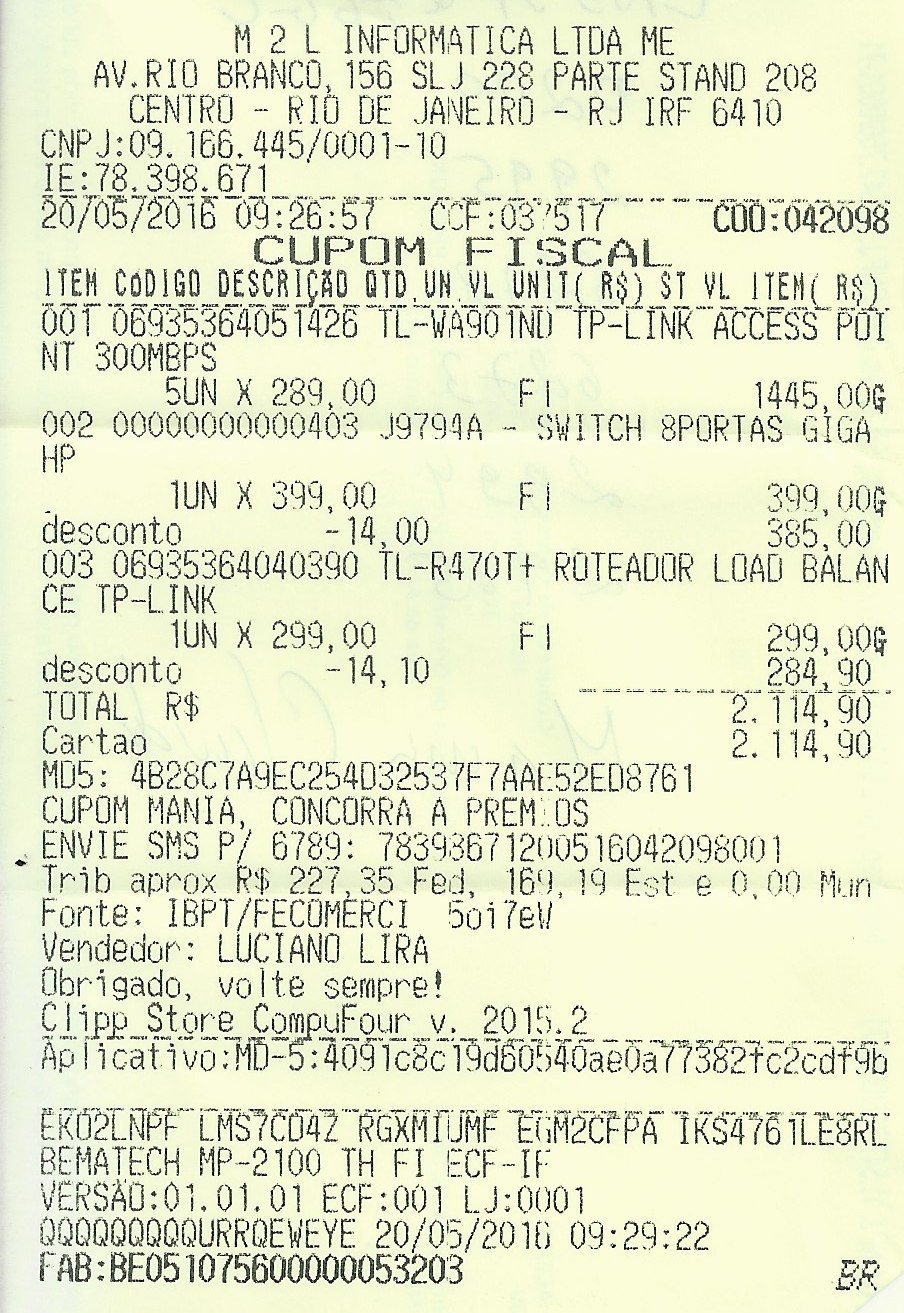 M 2 L INFORMATICA LTDA ME
AV.RIO BRANCO, 156 SLJ 228 PARTE STAND 208
CENTRO - RIO DE JANEIRO - RJ IRF 6410
CNPJ:09.166.445/0001-10
IE:78.398.671
20/05/2016 09:26:57 CCF:037517 COO:042098
CUPOM FISCAL
ITEM CóDIGO DESCRIÇÃO QTD UN VL UNIT( R$) ST VL ITEM( R$)
001 06935364051426 TL-WA901ND TP-LINK ACCESS POI
NT 300MBPS
5UN X 289,00 FI 1445,00G
002 00000000000403 J9794A - SWITCH 8PORTAS GIGA
HP
1UN X 399,00 FI 399,00G
desconto -14,00 385,00
003 06935364040390 TL-R470T+ ROTEADOR LOAD BALAN
CE TP-LINK
1UN X 299,00 FI 299,00G
desconto -14,10 284,90
TOTAL R$ 2.114,90
Cartao 2.114,90
MD5: 4B28C7A9EC254D32537F7AAE52ED8761
CUPOM MANIA, CONCORRA A PREMIOS
ENVIE SMS P/ 6789: 78398671200516042098001
Trib aprox R$ 227,35 Fed, 169,19 Est e 0,00 Mun
Fonte: IBPT/FECOMERCI 5oi7eW
Vendedor: LUCIANO LIRA
Obrigado, volte sempre!
Clipp Store CompuFour v. 2015.2
Aplicativo:MD-5:4091c8c19d60540ae0a77382fc2cdf9b
EKO2LNPF LMS7CD4Z RGXMIUMF EGM2CFPA IKS4761LE8RL
BEMATECH MP-2100 TH FI ECF-IF
VERSÃO:01.01.01 ECF:001 LJ:0001
QQQQQQQQQURRQEWEYE 20/05/2016 09:29:22
FAB:BE051075600000053203
BR